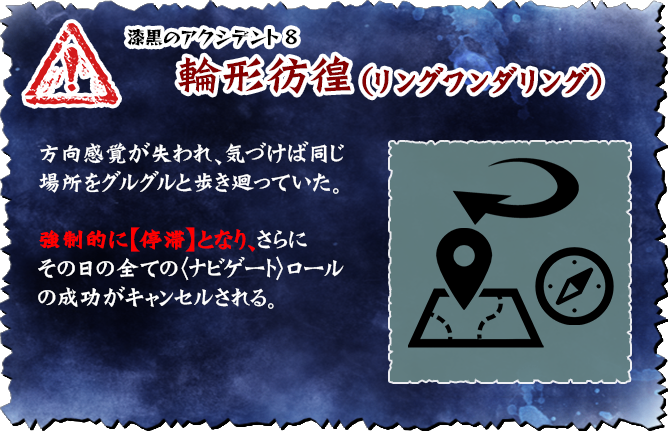 漆黒のアクシデント８
輪形彷徨（リングワンダリング）
方向感覚が失われ、気づけば同じ
場所をグルグルと歩き廻っていた。
強制的に【停滞】となり、さらに
その日の全ての〈ナビゲート〉ロール
の成功がキャンセルされる。